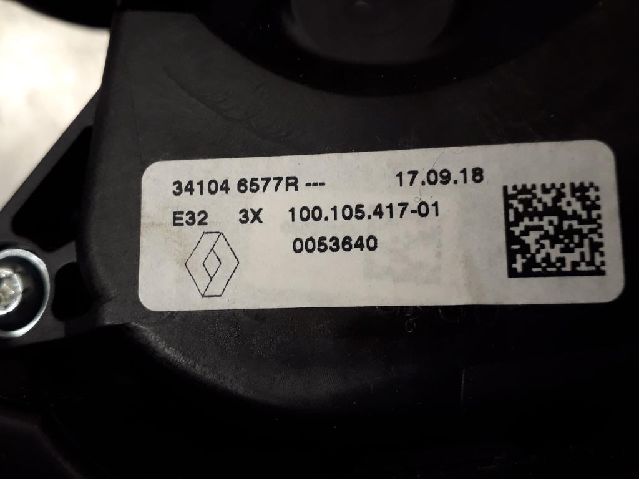 34104 6577R --- 17.09.18
E32 3X 100.105.417-01
0053640